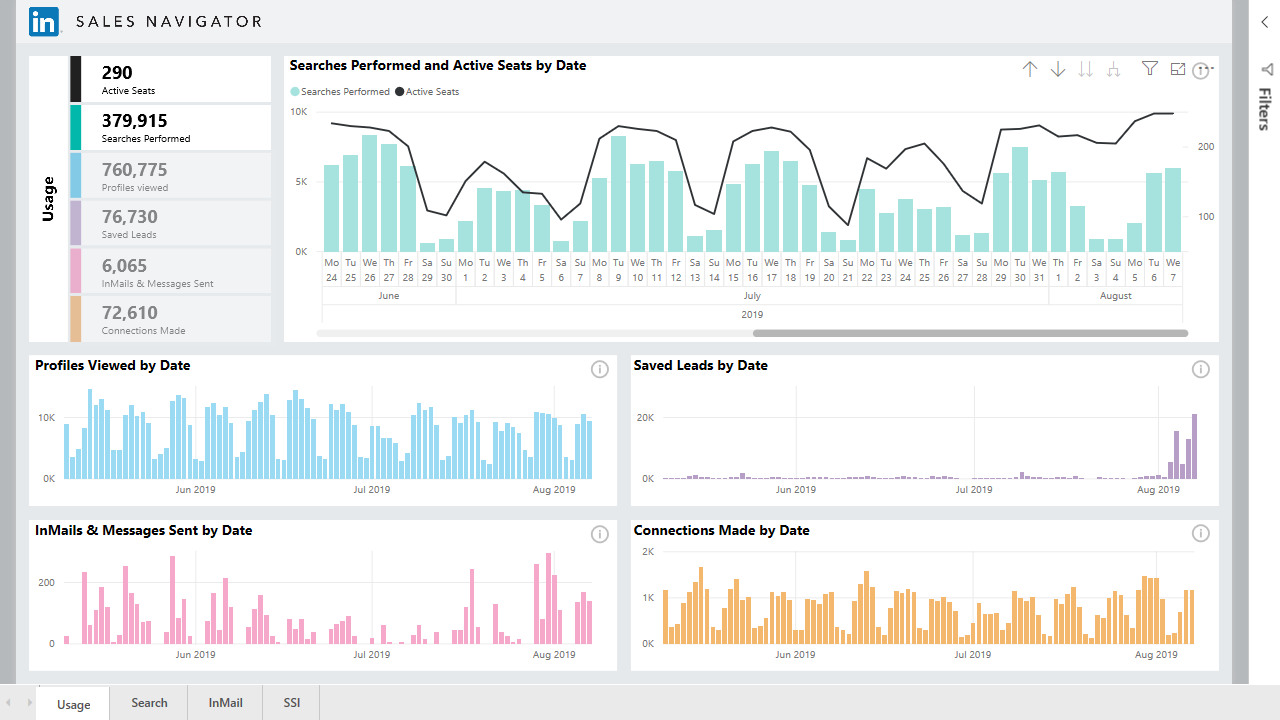 in SALES NAVIGATOR
Usage
290
Active Seats
379,915
Searches Performed
760,775
Profiles viewed
76,730
Saved Leads
6,065
InMails & Messages Sent
72,610
Connections Made
Searches Performed and Active Seats by Date
Searches Performed Active Seats
10K
5K
0K
200
100
Mo Tu We Th Fr Sa Su Mo Tu We Th Fr Sa Su Mo Tu We Th Fr Sa Su Mo Tu We Th Fr Sa Su Mo Tu We Th Fr Sa Su Mo Tu We Th Fr Sa Su Mo Tu We
24 25 26 27 28 29 30 1 2 3 4 5 6 7 8 9 10 11 12 13 14 15 16 17 18 19 20 21 22 23 24 25 26 27 28 29 30 31 1 2 3 4 5 6 7
June July August
2019
Filters
Profiles Viewed by Date
10K
0K
Jun 2019 Jul 2019 Aug 2019
Saved Leads by Date
20K
0K
Jun 2019 Jul 2019 Aug 2019
InMails & Messages Sent by Date
200
0
Jun 2019 Jul 2019 Aug 2019
Connections Made by Date
2K
1K
0K
Jun 2019 Jul 2019 Aug 2019
Usage Search InMail SSI